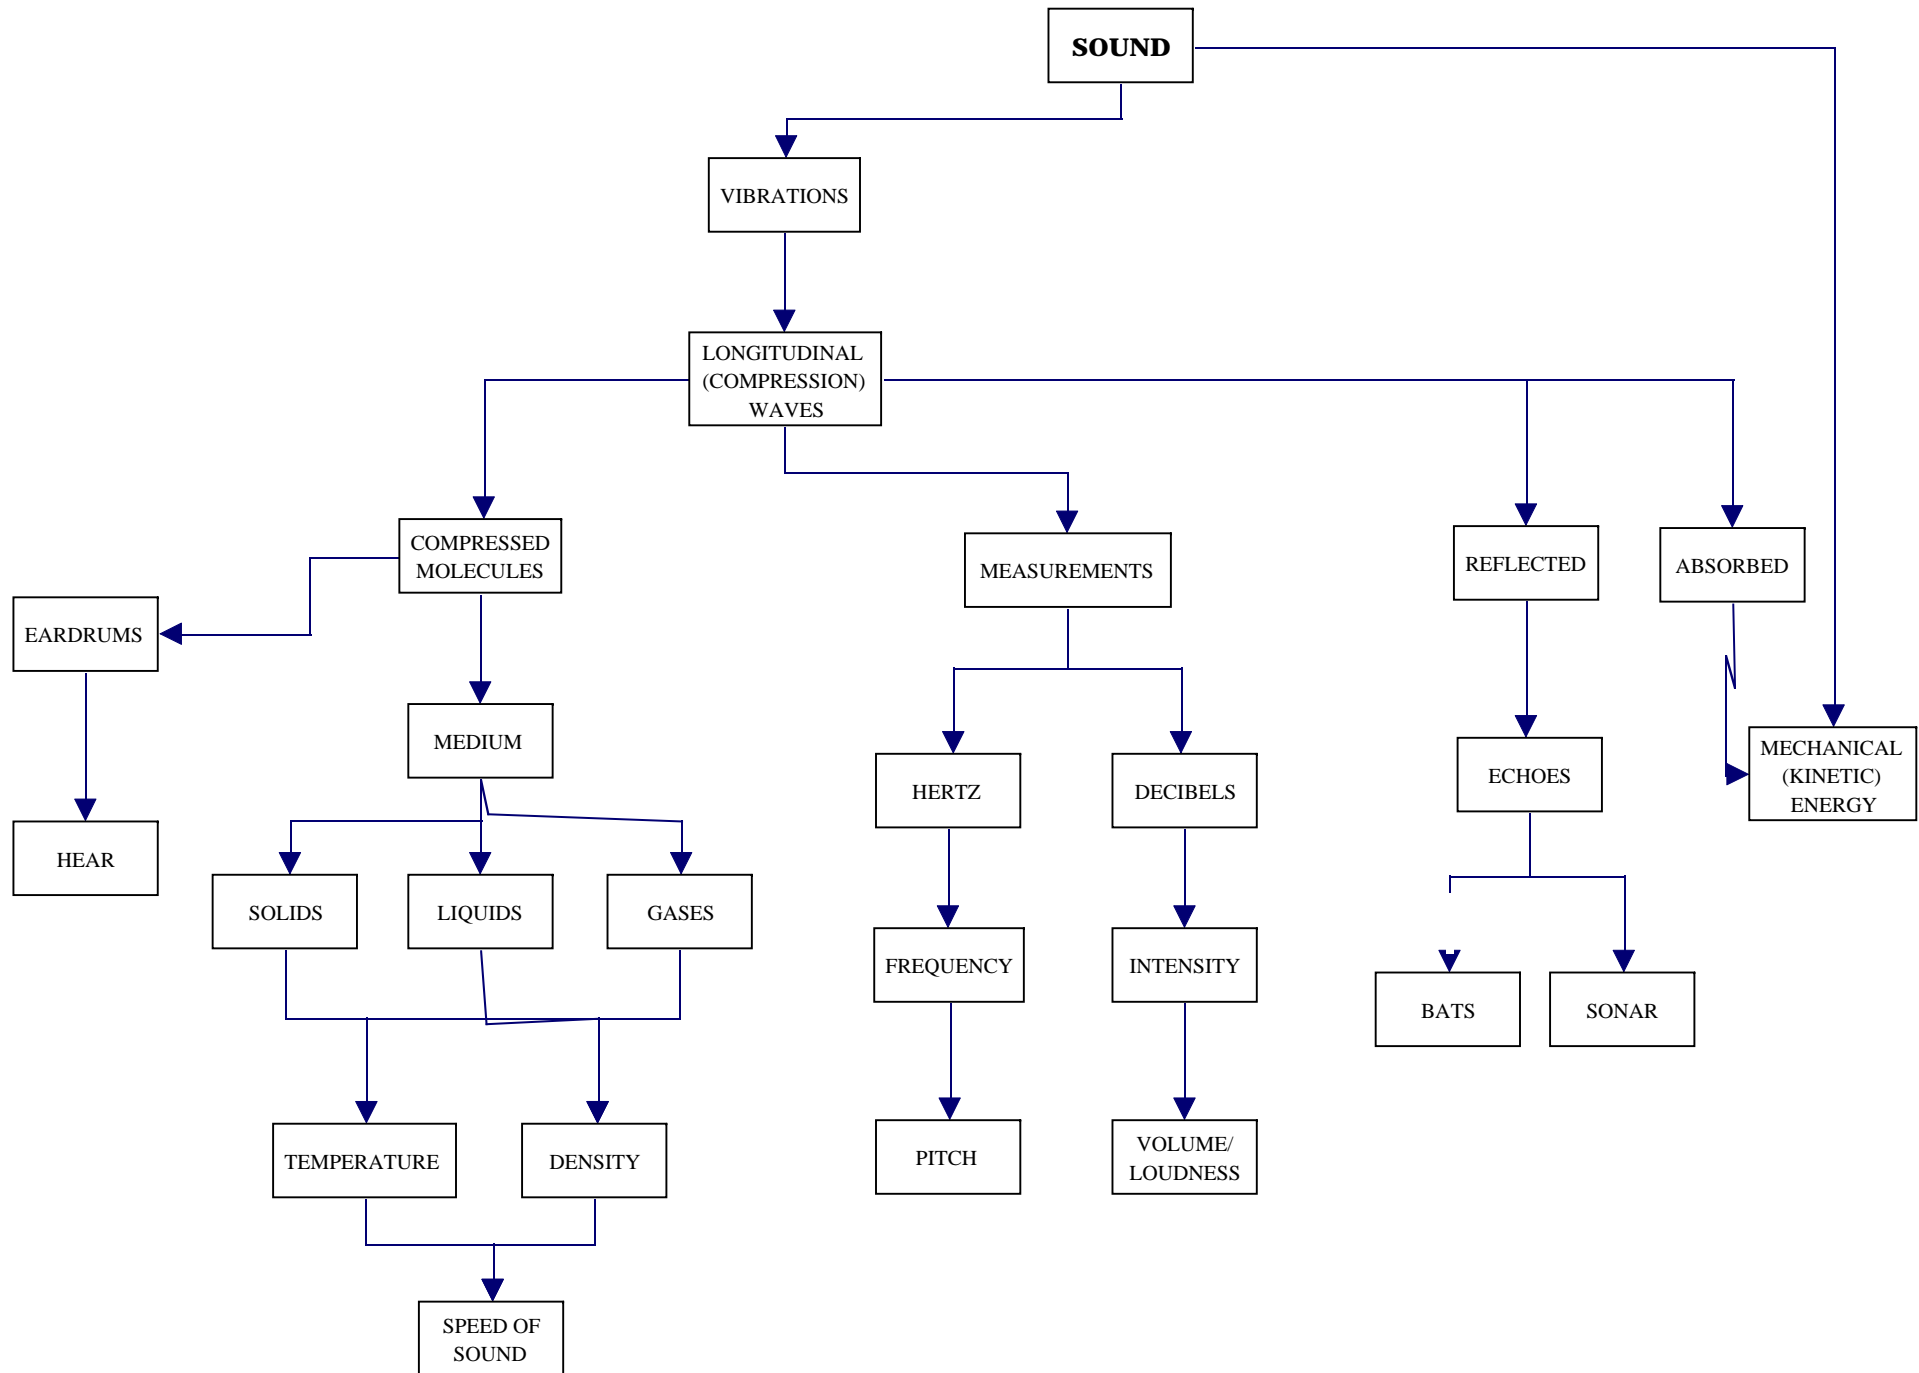 SOUND
VIBRATIONS
LONGITUDINAL
(COMPRESSION)
WAVES
COMPRESSED
MOLECULES
MEASUREMENTS
REFLECTED
ABSORBED
EARDRUMS
MEDIUM
HERTZ
DECIBELS
ECHOES
MECHANICAL
(KINETIC)
ENERGY
HEAR
SOLIDS
LIQUIDS
GASES
FREQUENCY
INTENSITY
BATS
SONAR
TEMPERATURE
DENSITY
PITCH
VOLUME/
LOUDNESS
SPEED OF
SOUND